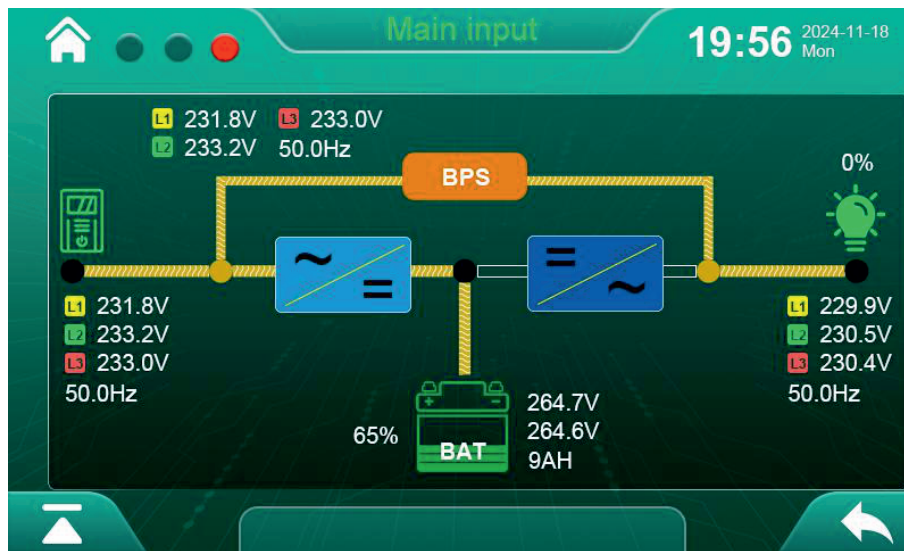 Main input
19:56 2024-11-18
Mon
L1 231.8V L3 233.0V
L2 233.2V 50.0Hz
BPS
0%
L1 231.8V
L2 233.2V
L3 233.0V
50.0Hz
L1 229.9V
L2 230.5V
L3 230.4V
50.0Hz
65%
BAT
264.7V
264.6V
9AH